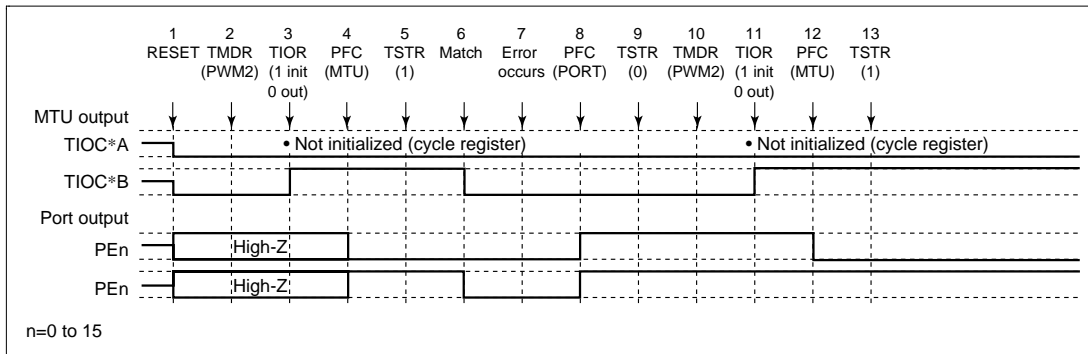 1 2 3 4 5 6 7 8 9 10 11 12 13
RESET TMDR TIOR PFC TSTR Match Error PFC TSTR TMDR TIOR PFC TSTR
(PWM2) (1 init (MTU) (1) occurs (PORT) (0) (PWM2) (1 init (MTU) (1)
0 out) 0 out)
MTU output
TIOC*A • Not initialized (cycle register) • Not initialized (cycle register)
TIOC*B
Port output
PEn High-Z
PEn High-Z
n=0 to 15